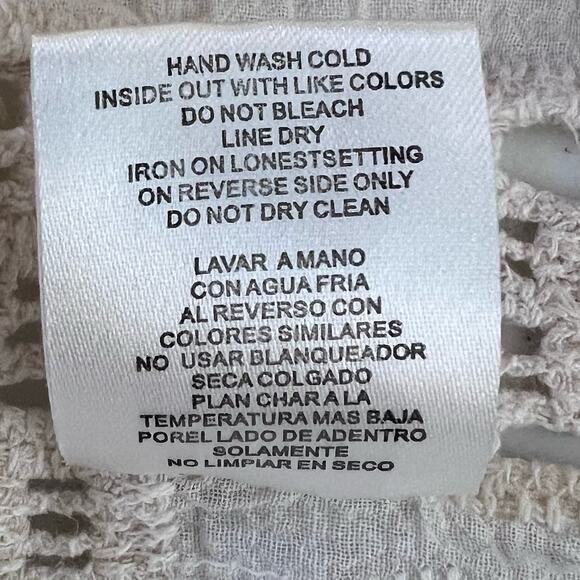 HAND WASH COLD
INSIDE OUT WITH LIKE COLORS
DO NOT BLEACH
LINE DRY
IRON ON LONESTSETTING
ON REVERSE SIDE ONLY
DO NOT DRY CLEAN
LAVAR A MANO
CON AGUA FRIA
AL REVERSO CON
COLORES SIMILARES
NO USAR BLANQUEADOR
SECA COLGADO
PLAN CHAR A LA
TEMPERATURA MAS BAJA
POREL LADO DE ADENTRO
SOLAMENTE
NO LIMPIAR EN SECO